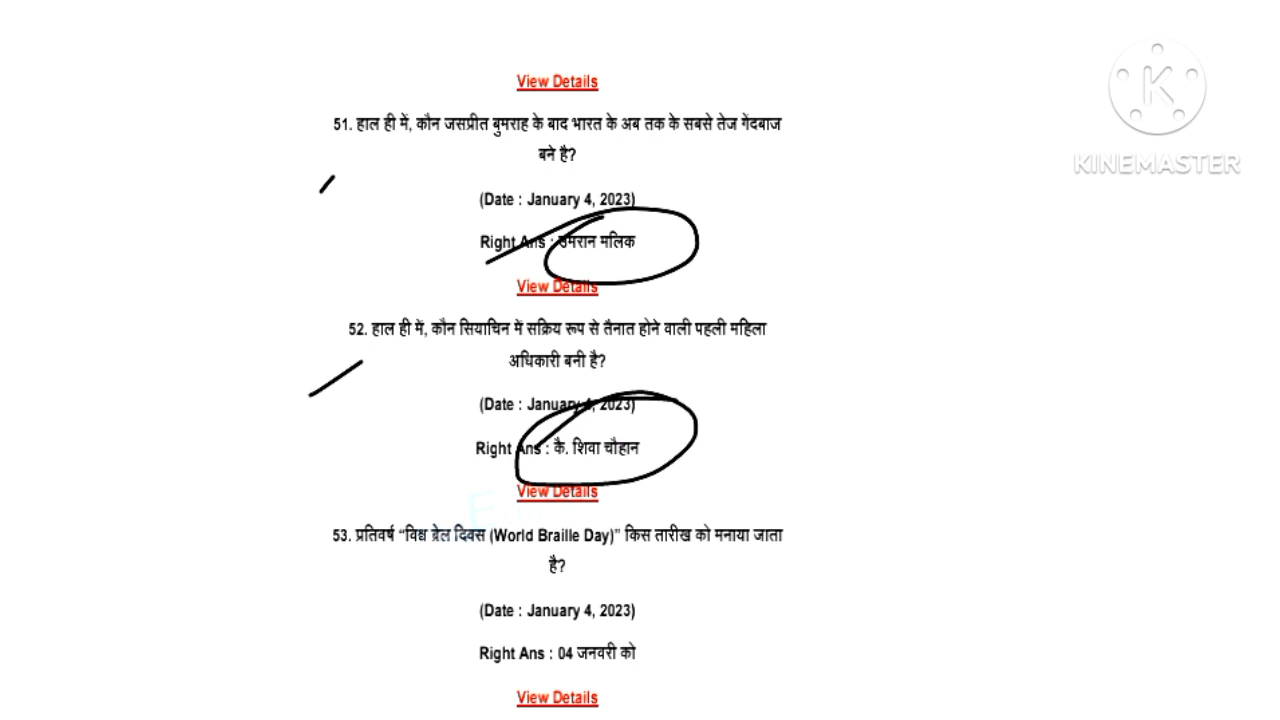 View Details
51. हाल ही में, कौन जसप्रीत बुमराह के बाद भारत के अब तक के सबसे तेज गेंदबाज
बने है?
(Date : January 4, 2023)
Right Ans : उमरान मलिक
View Details
52. हाल ही में, कौन सियाचिन में सक्रिय रूप से तैनात होने वाली पहली महिला
अधिकारी बनी है?
(Date : January 4, 2023)
Right Ans : कै. शिवा चौहान
View Details
53. प्रतिवर्ष “विश्व ब्रेल दिवस (World Braille Day)” किस तारीख को मनाया जाता
है?
(Date : January 4, 2023)
Right Ans : 04 जनवरी को
View Details
K
KINEMASTER